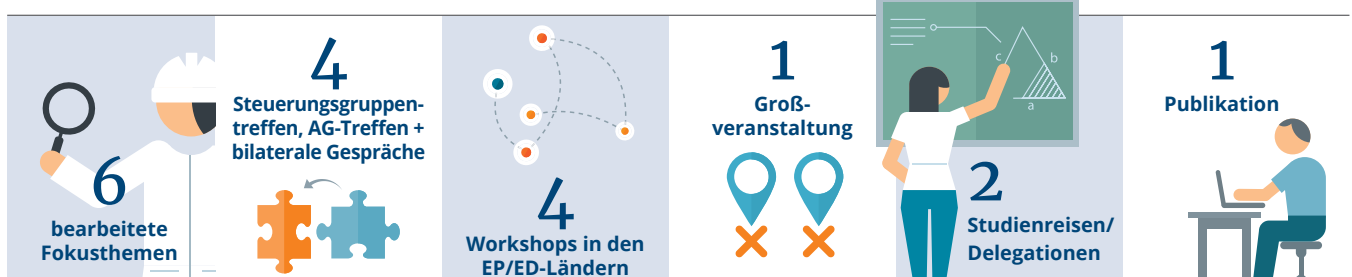 6
bearbeitete
Fokusthemen
4
Steuerungsgruppen-
treffen, AG-Treffen +
bilaterale Gespräche
4
Workshops in den
EP/ED-Ländern
1
Groß-
veranstaltung
c
b
a
2
Studienreisen/
Delegationen
1
Publikation